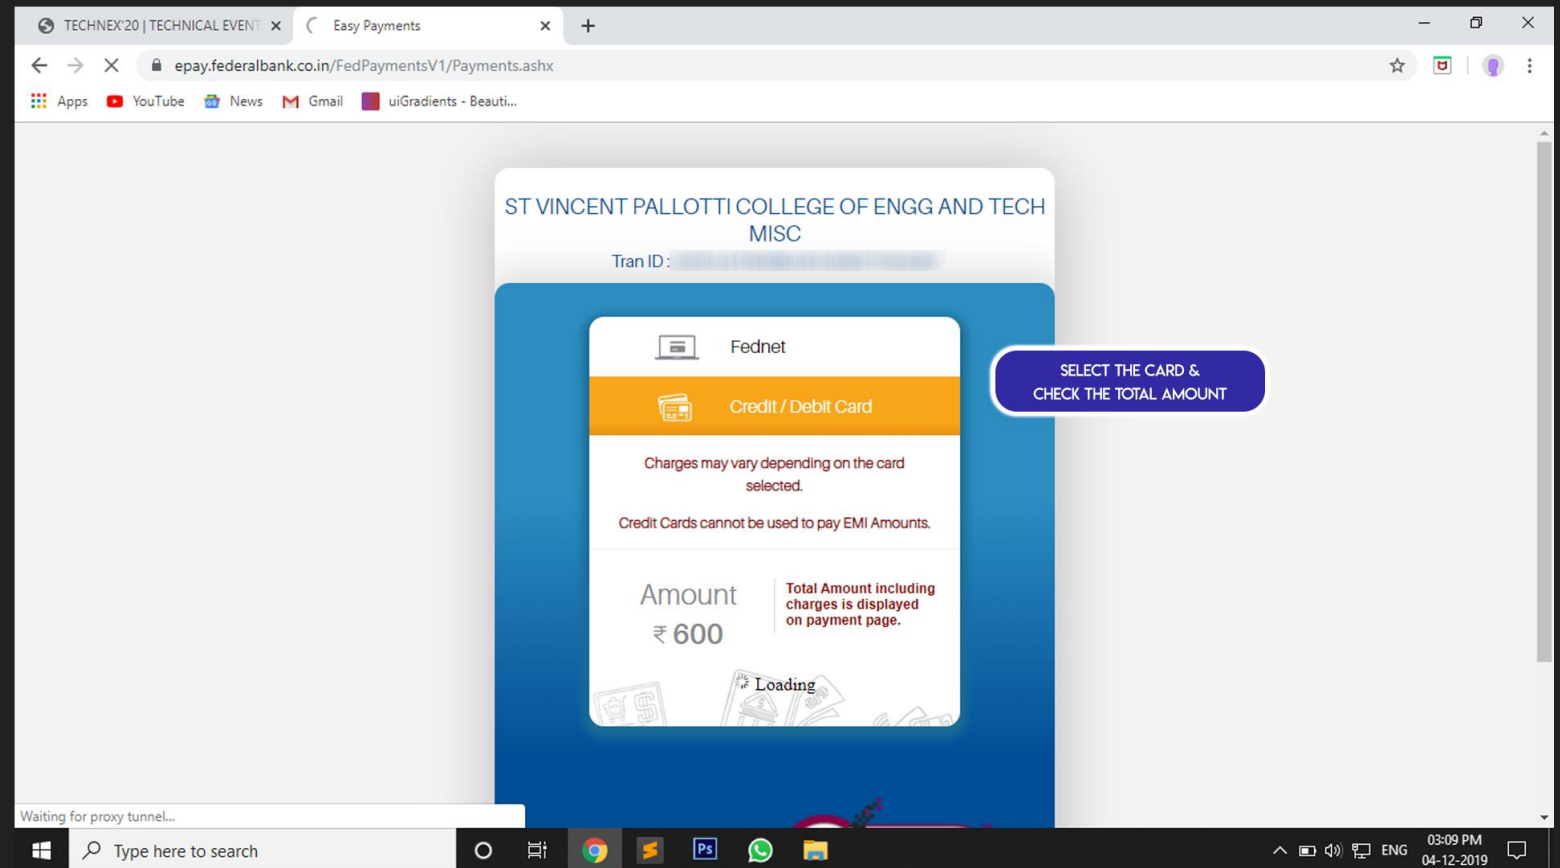 TECHNEX'20 | TECHNICAL EVENT
Easy Payments
epay.federalbank.co.in/FedPaymentsV1/Payments.ashx
Apps YouTube News Gmail uiGradients - Beauti...
ST VINCENT PALLOTTI COLLEGE OF ENGG AND TECH
MISC
Tran ID :
Fednet
Credit / Debit Card
SELECT THE CARD &
CHECK THE TOTAL AMOUNT
Charges may vary depending on the card
selected.
Credit Cards cannot be used to pay EMI Amounts.
Amount
₹ 600
Total Amount including
charges is displayed
on payment page.
Loading
Waiting for proxy tunnel...
Type here to search
Ps
ENG
03:09 PM
04-12-2019